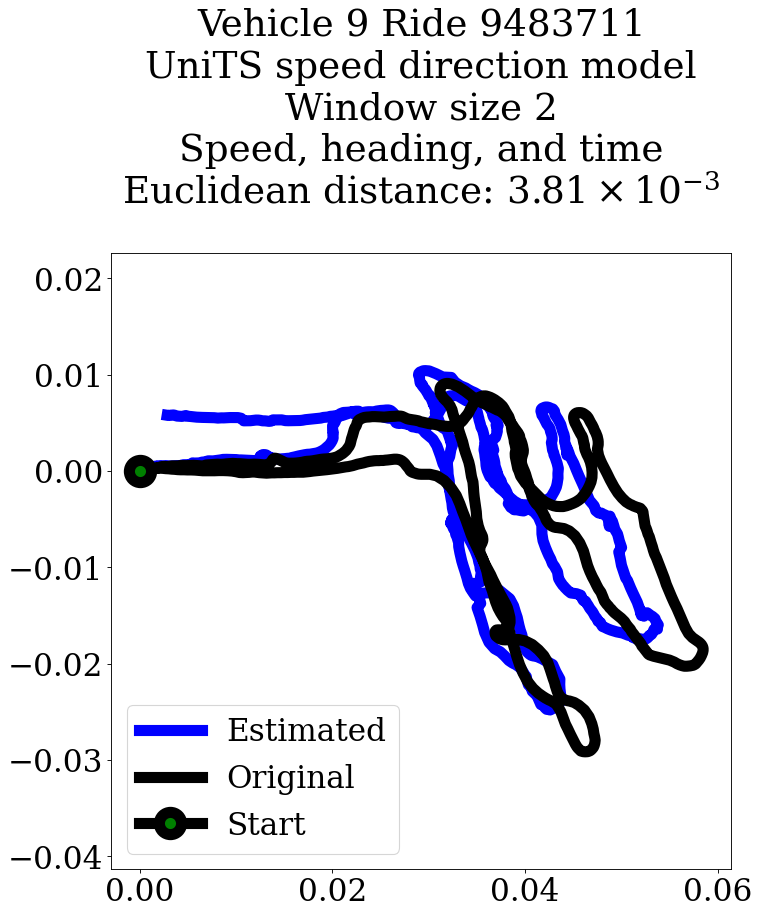 Vehicle 9 Ride 9483711
UniTS speed direction model
Window size 2
Speed, heading, and time
Euclidean distance: 3.81 × 10⁻³
0.02
0.01
0.00
−0.01
−0.02
−0.03
−0.04
Estimated
Original
Start
0.00 0.02 0.04 0.06